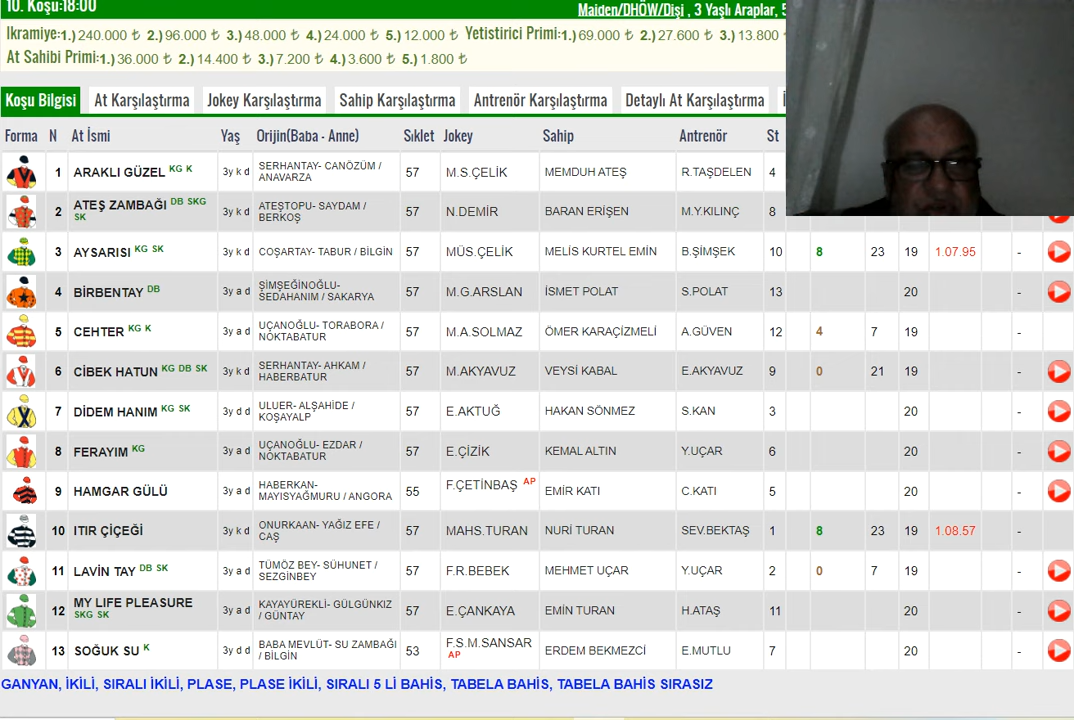 10. Koşu:18:00 Maiden/DHÖW/Dişi , 3 Yaşlı Araplar,
Ikramiye:1.) 240.000 ₺ 2.) 96.000 ₺ 3.) 48.000 ₺ 4.) 24.000 ₺ 5.) 12.000 ₺ Yetistirici Primi:1.) 69.000 ₺ 2.) 27.600 ₺ 3.) 13.800
At Sahibi Primi:1.) 36.000 ₺ 2.) 14.400 ₺ 3.) 7.200 ₺ 4.) 3.600 ₺ 5.) 1.800 ₺
Koşu Bilgisi At Karşılaştırma Jokey Karşılaştırma Sahip Karşılaştırma Antrenör Karşılaştırma Detaylı At Karşılaştırma
Forma N At İsmi Yaş Orijin(Baba - Anne) Sıklet Jokey Sahip Antrenör St
1 ARAKLI GÜZEL KG K 3y k d SERHANTAY- CANÖZÜM / ANAVARZA 57 M.S.ÇELİK MEMDUH ATEŞ R.TAŞDELEN 4
2 ATEŞ ZAMBAĞI DB SKG SK 3y k d ATEŞTOPU- SAYDAM / BERKOŞ 57 N.DEMİR BARAN ERİŞEN M.Y.KILINÇ 8
3 AYSARISI KG SK 3y k d COŞARTAY- TABUR / BİLGİN 57 MÜS.ÇELİK MELİS KURTEL EMİN B.ŞİMŞEK 10 8 23 19 1.07.95 -
4 BİRBENTAY DB 3y a d ŞİMŞEĞİNOĞLU- SEDAHANIM / SAKARYA 57 M.G.ARSLAN İSMET POLAT S.POLAT 13 20 -
5 CEHTER KG K 3y a d UÇANOĞLU- TORABORA / NOKTABATUR 57 M.A.SOLMAZ ÖMER KARAÇİZMELİ A.GÜVEN 12 4 7 19 -
6 CİBEK HATUN KG DB SK 3y k d SERHANTAY- AHKAM / HABERBATUR 57 M.AKYAVUZ VEYSİ KABAL E.AKYAVUZ 9 0 21 19 -
7 DİDEM HANIM KG SK 3y d d ULUER- ALŞAHİDE / KOŞAYALP 57 E.AKTUĞ HAKAN SÖNMEZ S.KAN 3 20 -
8 FERAYIM KG 3y a d UÇANOĞLU- EZDAR / NOKTABATUR 57 E.ÇİZİK KEMAL ALTIN Y.UÇAR 6 20 -
9 HAMGAR GÜLÜ 3y a d HABERKAN- MAYISYAĞMURU / ANGORA 55 F.ÇETİNBAŞ AP EMİR KATI C.KATI 5 20 -
10 ITIR ÇİÇEĞİ 3y k d ONURKAAN- YAĞIZ EFE / CAŞ 57 MAHS.TURAN NURİ TURAN SEV.BEKTAŞ 1 8 23 19 1.08.57 -
11 LAVİN TAY DB SK 3y a d TÜMÖZ BEY- SÜHUNET / SEZGİNBEY 57 F.R.BEBEK MEHMET UÇAR Y.UÇAR 2 0 7 19 -
12 MY LIFE PLEASURE SKG SK 3y a d KAYAYÜREKLİ- GÜLGÜNKIZ / GÜNTAY 57 E.ÇANKAYA EMİN TURAN H.ATAŞ 11 20 -
13 SOĞUK SU K 3y d d BABA MEVLÜT- SU ZAMBAĞI / BİLGİN 53 F.S.M.SANSAR AP ERDEM BEKMEZCİ E.MUTLU 7 20 -
GANYAN, İKİLİ, SIRALI İKİLİ, PLASE, PLASE İKİLİ, SIRALI 5 Lİ BAHİS, TABELA BAHİS, TABELA BAHİS SIRASIZ